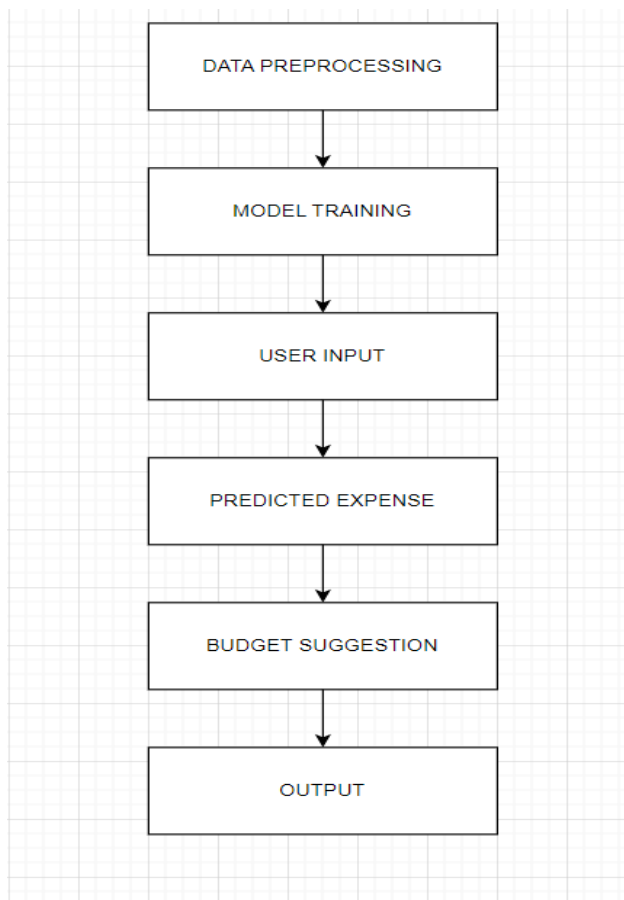 DATA PREPROCESSING
MODEL TRAINING
USER INPUT
PREDICTED EXPENSE
BUDGET SUGGESTION
OUTPUT